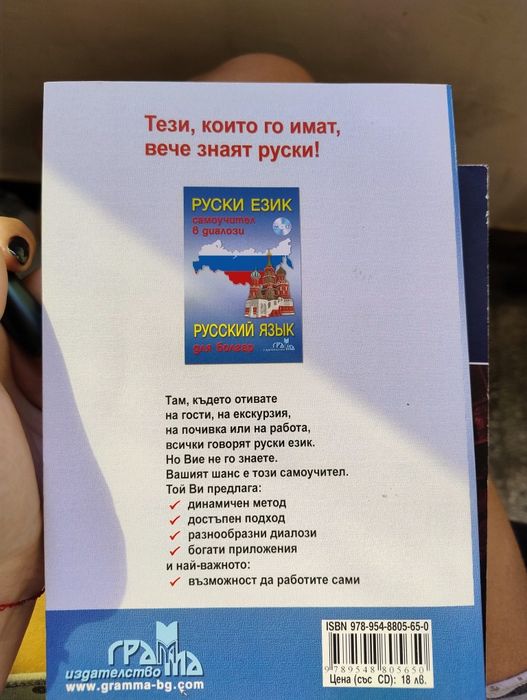 Тези, които го имат,
вече знаят руски!
РУСКИ ЕЗИК
самоучител
в диалози
РУССКИЙ ЯЗЫК
для болгар
ГРАММА
Там, където отивате
на гости, на екскурзия,
на почивка или на работа,
всички говорят руски език.
Но Вие не го знаете.
Вашият шанс е този самоучител.
Той Ви предлага:
✓ динамичен метод
✓ достъпен подход
✓ разнообразни диалози
✓ богати приложения
и най-важното:
✓ възможност да работите сами
ГРАММА
издателство
www.gramma-bg.com
ISBN 978-954-8805-65-0
9789548805650
Цена (със CD): 18 лв.